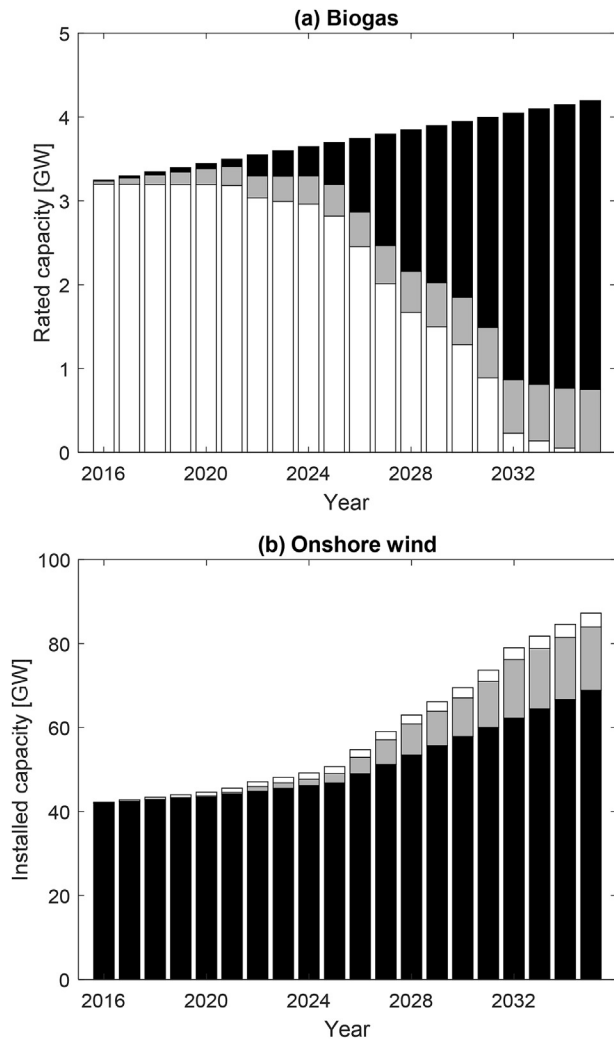 (a) Biogas
5
4
3
2
1
0
Rated capacity [GW]
2016 2020 2024 2028 2032
Year
(b) Onshore wind
100
80
60
40
20
0
Installed capacity [GW]
2016 2020 2024 2028 2032
Year